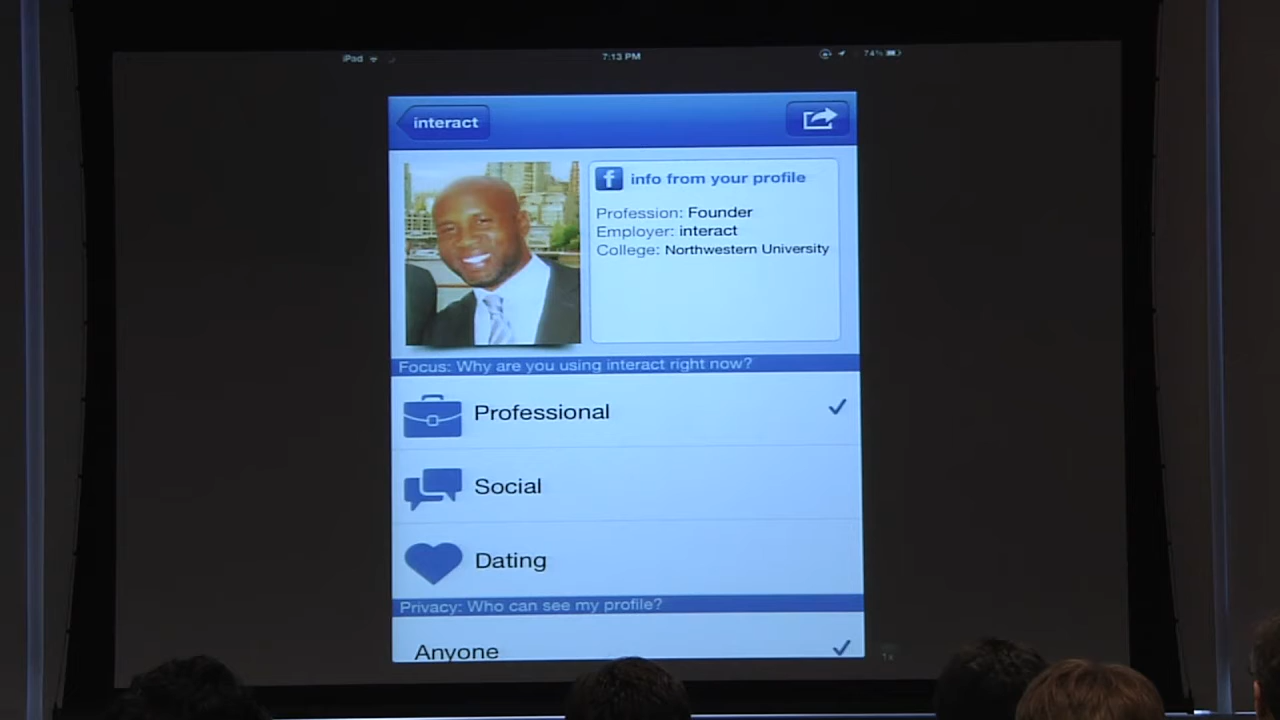 iPad 7:13 PM 74%
interact
f info from your profile
Profession: Founder
Employer: interact
College: Northwestern University
Focus: Why are you using interact right now?
Professional
Social
Dating
Privacy: Who can see my profile?
Anyone
1x